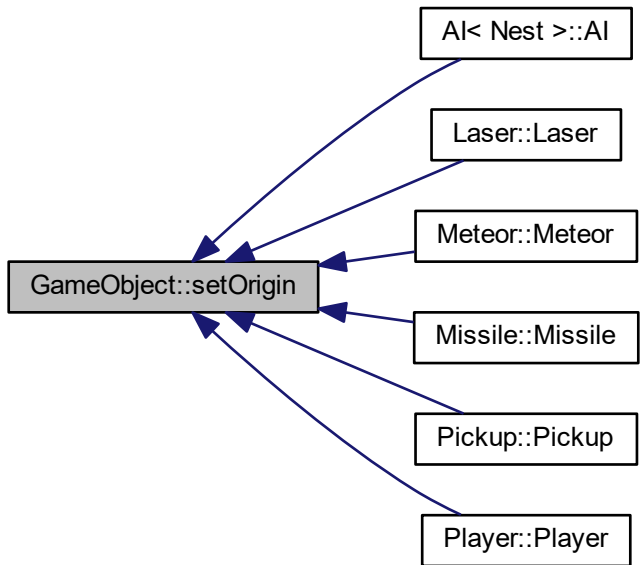 AI< Nest >::AI
Laser::Laser
Meteor::Meteor
GameObject::setOrigin
Missile::Missile
Pickup::Pickup
Player::Player